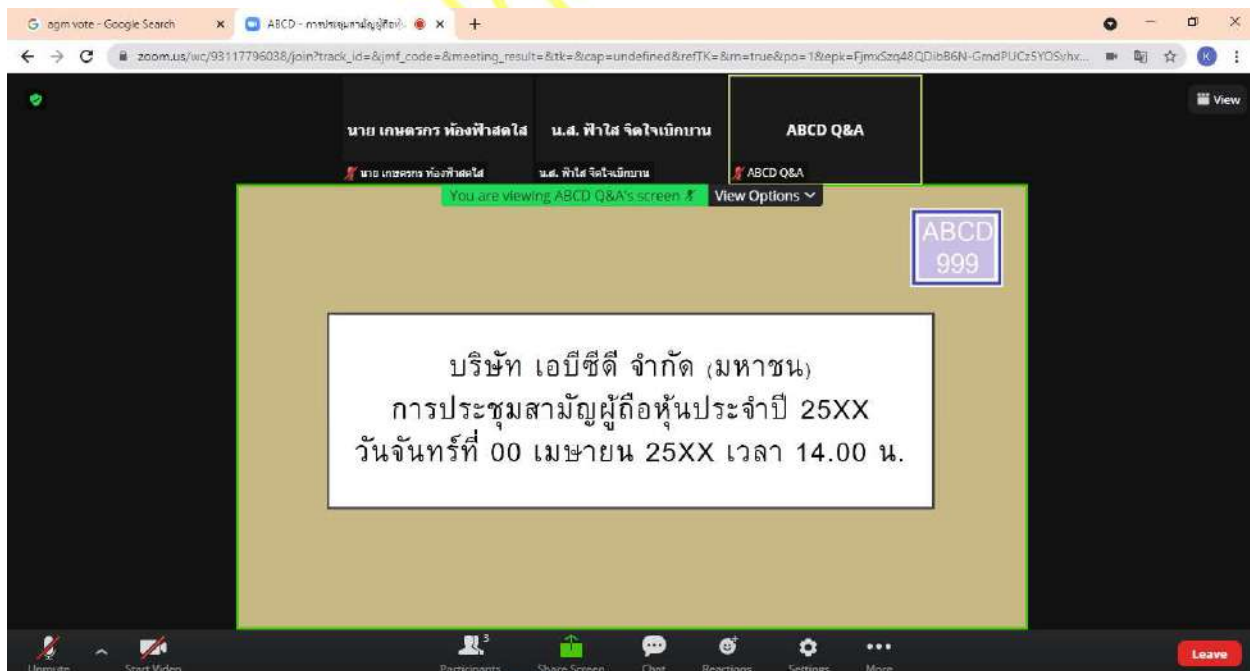 agm vote - Google Search
ABCD - การประชุมสามัญผู้ถือหุ้
zoom.us/wc/93117796038/join?track_id=&jmf_code=&meeting_result=&tk=&cap=undefined&refTK=&rn=true&po=1&epk=
K
View
นาย เกษตรกร ท้องฟ้าสดใส
น.ส. ฟ้าใส จิตใจเบิกบาน
ABCD Q&A
นาย เกษตรกร ท้องฟ้าสดใส
น.ส. ฟ้าใส จิตใจเบิกบาน
ABCD Q&A
You are viewing ABCD Q&A's screen
View Options
ABCD
999
บริษัท เอบีซีดี จำกัด (มหาชน)
การประชุมสามัญผู้ถือหุ้นประจำปี 25XX
วันจันทร์ที่ 00 เมษายน 25XX เวลา 14.00 น.
3
Unmute
Start Video
Participants
Share Screen
Chat
Reactions
Settings
More
Leave